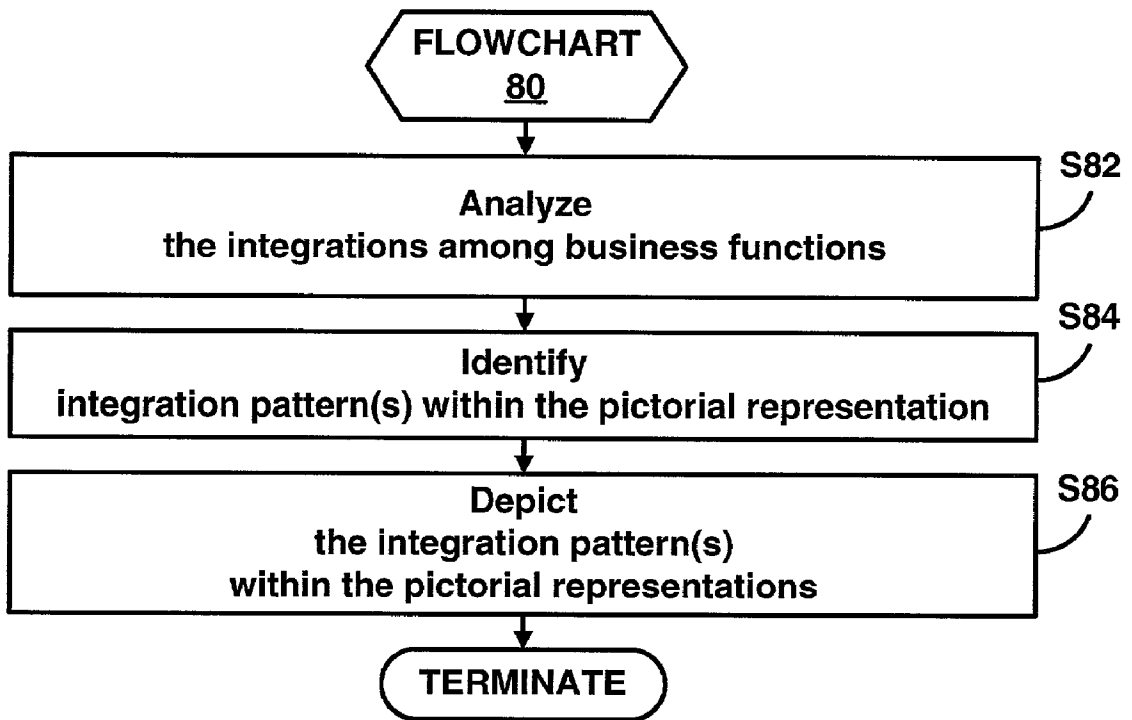 FLOWCHART
80
S82
Analyze
the integrations among business functions
S84
Identify
integration pattern(s) within the pictorial representation
S86
Depict
the integration pattern(s)
within the pictorial representations
TERMINATE